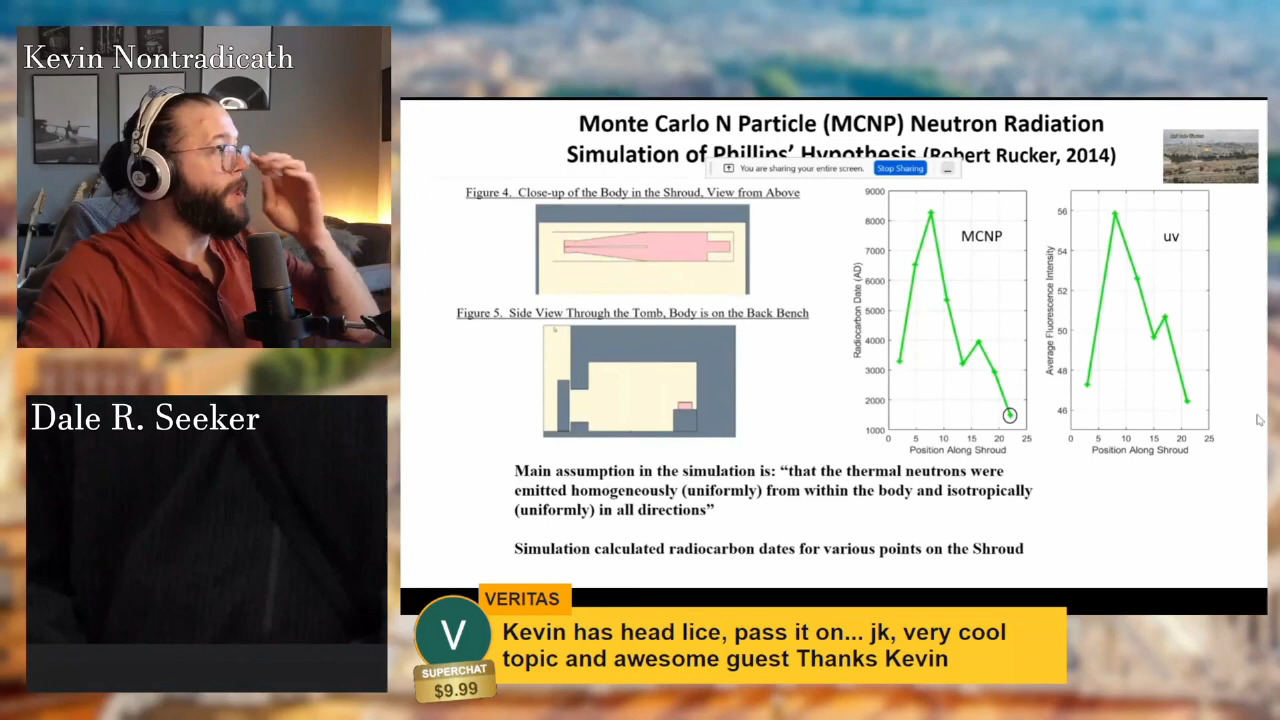 Kevin Nontradicath
Dale R. Seeker
Monte Carlo N Particle (MCNP) Neutron Radiation
Simulation of Phillips' Hypothesis (Robert Rucker, 2014)
You are sharing your entire screen.
Stop Sharing
Figure 4. Close-up of the Body in the Shroud, View from Above
Figure 5. Side View Through the Tomb, Body is on the Back Bench
MCNP
Radiocarbon Date (AD)
9000
8000
7000
6000
5000
4000
3000
2000
1000
0 5 10 15 20 25
Position Along Shroud
uv
Average Fluorescence Intensity
56
54
52
50
48
46
0 5 10 15 20 25
Position Along Shroud
Main assumption in the simulation is: “that the thermal neutrons were
emitted homogeneously (uniformly) from within the body and isotropically
(uniformly) in all directions”
Simulation calculated radiocarbon dates for various points on the Shroud
VERITAS
V
SUPERCHAT
$9.99
Kevin has head lice, pass it on... jk, very cool
topic and awesome guest Thanks Kevin